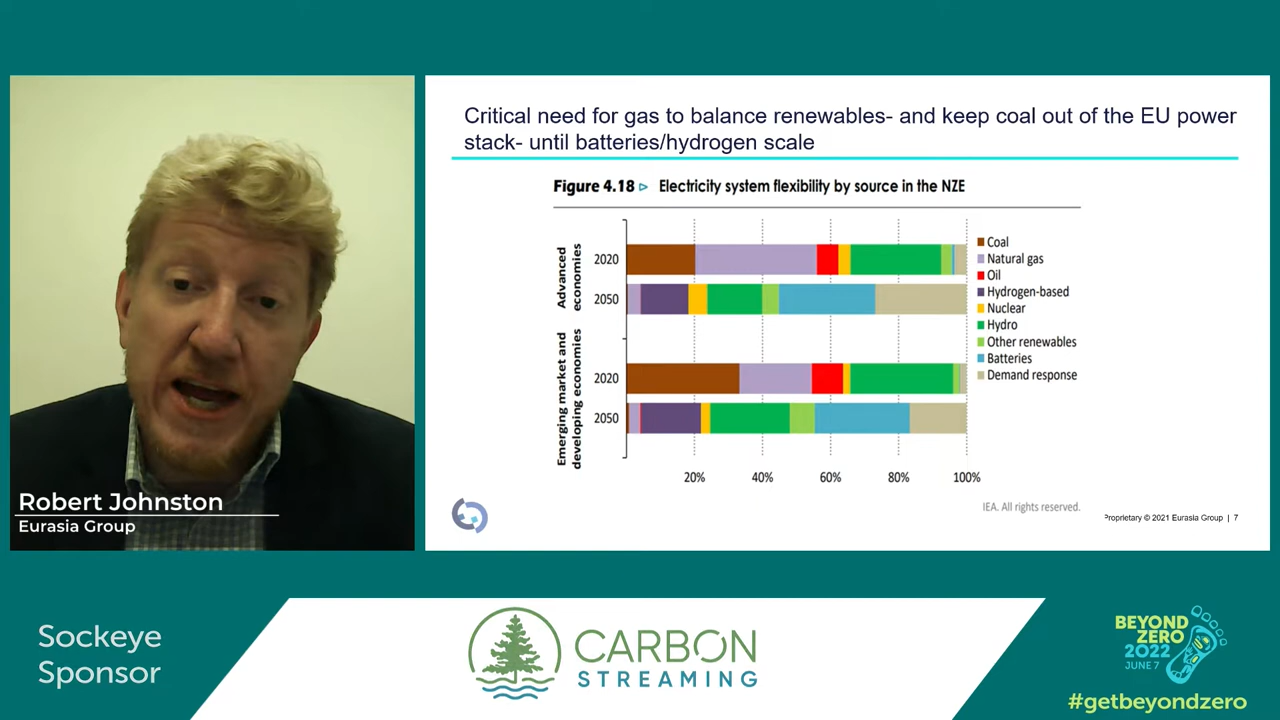 Critical need for gas to balance renewables- and keep coal out of the EU power
stack- until batteries/hydrogen scale
Figure 4.18 ▷ Electricity system flexibility by source in the NZE
Advanced
economies
2020
2050
Emerging market and
developing economies
2020
2050
20%
40%
60%
80%
100%
Coal
Natural gas
Oil
Hydrogen-based
Nuclear
Hydro
Other renewables
Batteries
Demand response
IEA. All rights reserved.
Proprietary © 2021 Eurasia Group | 7
Robert Johnston
Eurasia Group
Sockeye
Sponsor
CARBON
STREAMING
BEYOND
ZERO
2022
JUNE 7
#getbeyondzero